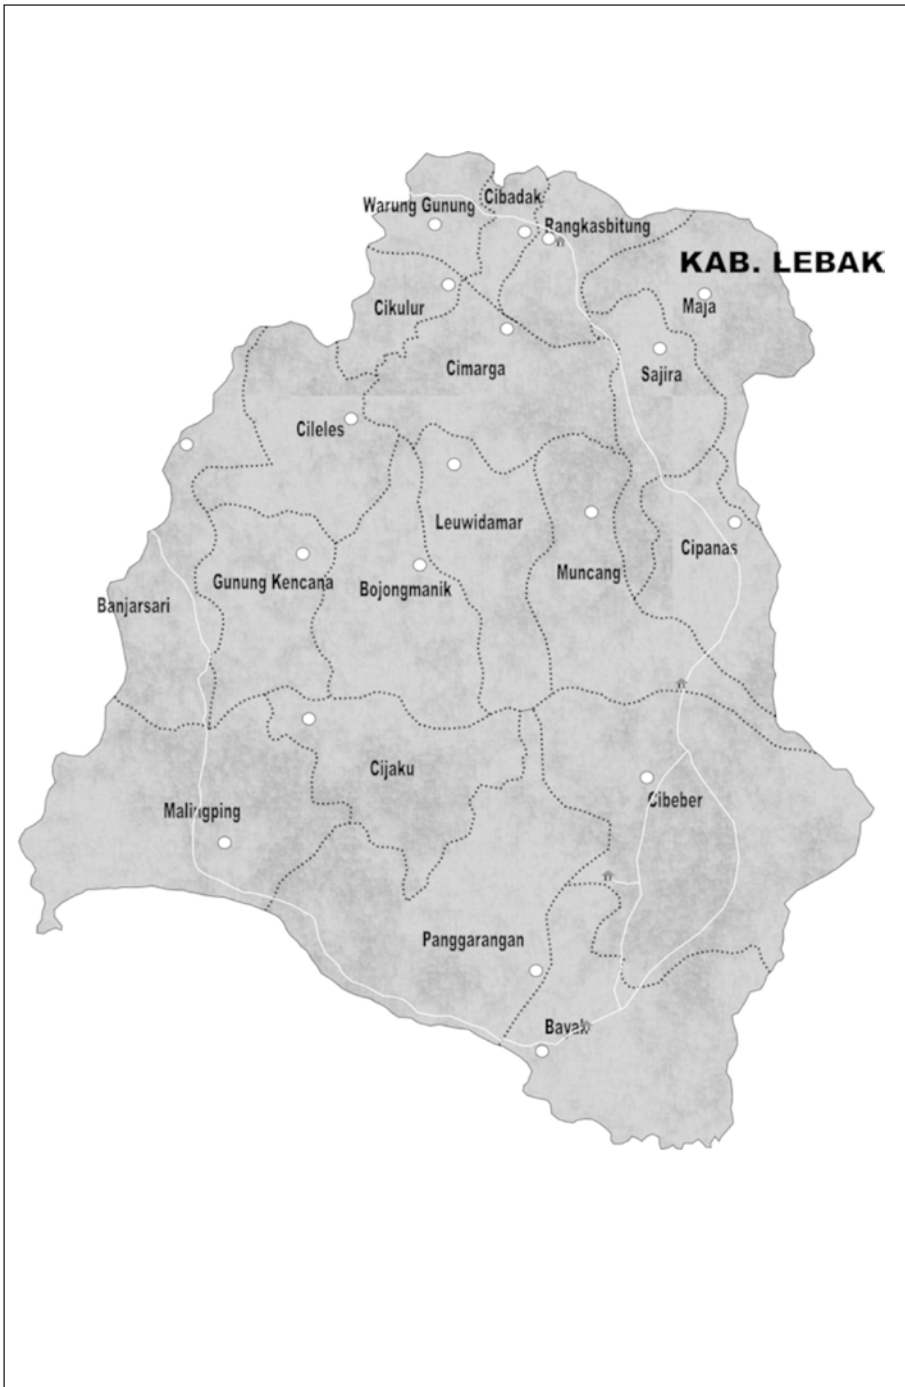 Cibadak
Warung Gunung
Rangkasbitung
KAB. LEBAK
Maja
Cikulur
Cimarga
Sajira
Cileles
Leuwidamar
Cipanas
Muncang
Gunung Kencana
Bojongmanik
Banjarsari
Cijaku
Cibeber
Malingping
Panggarangan
Bayah